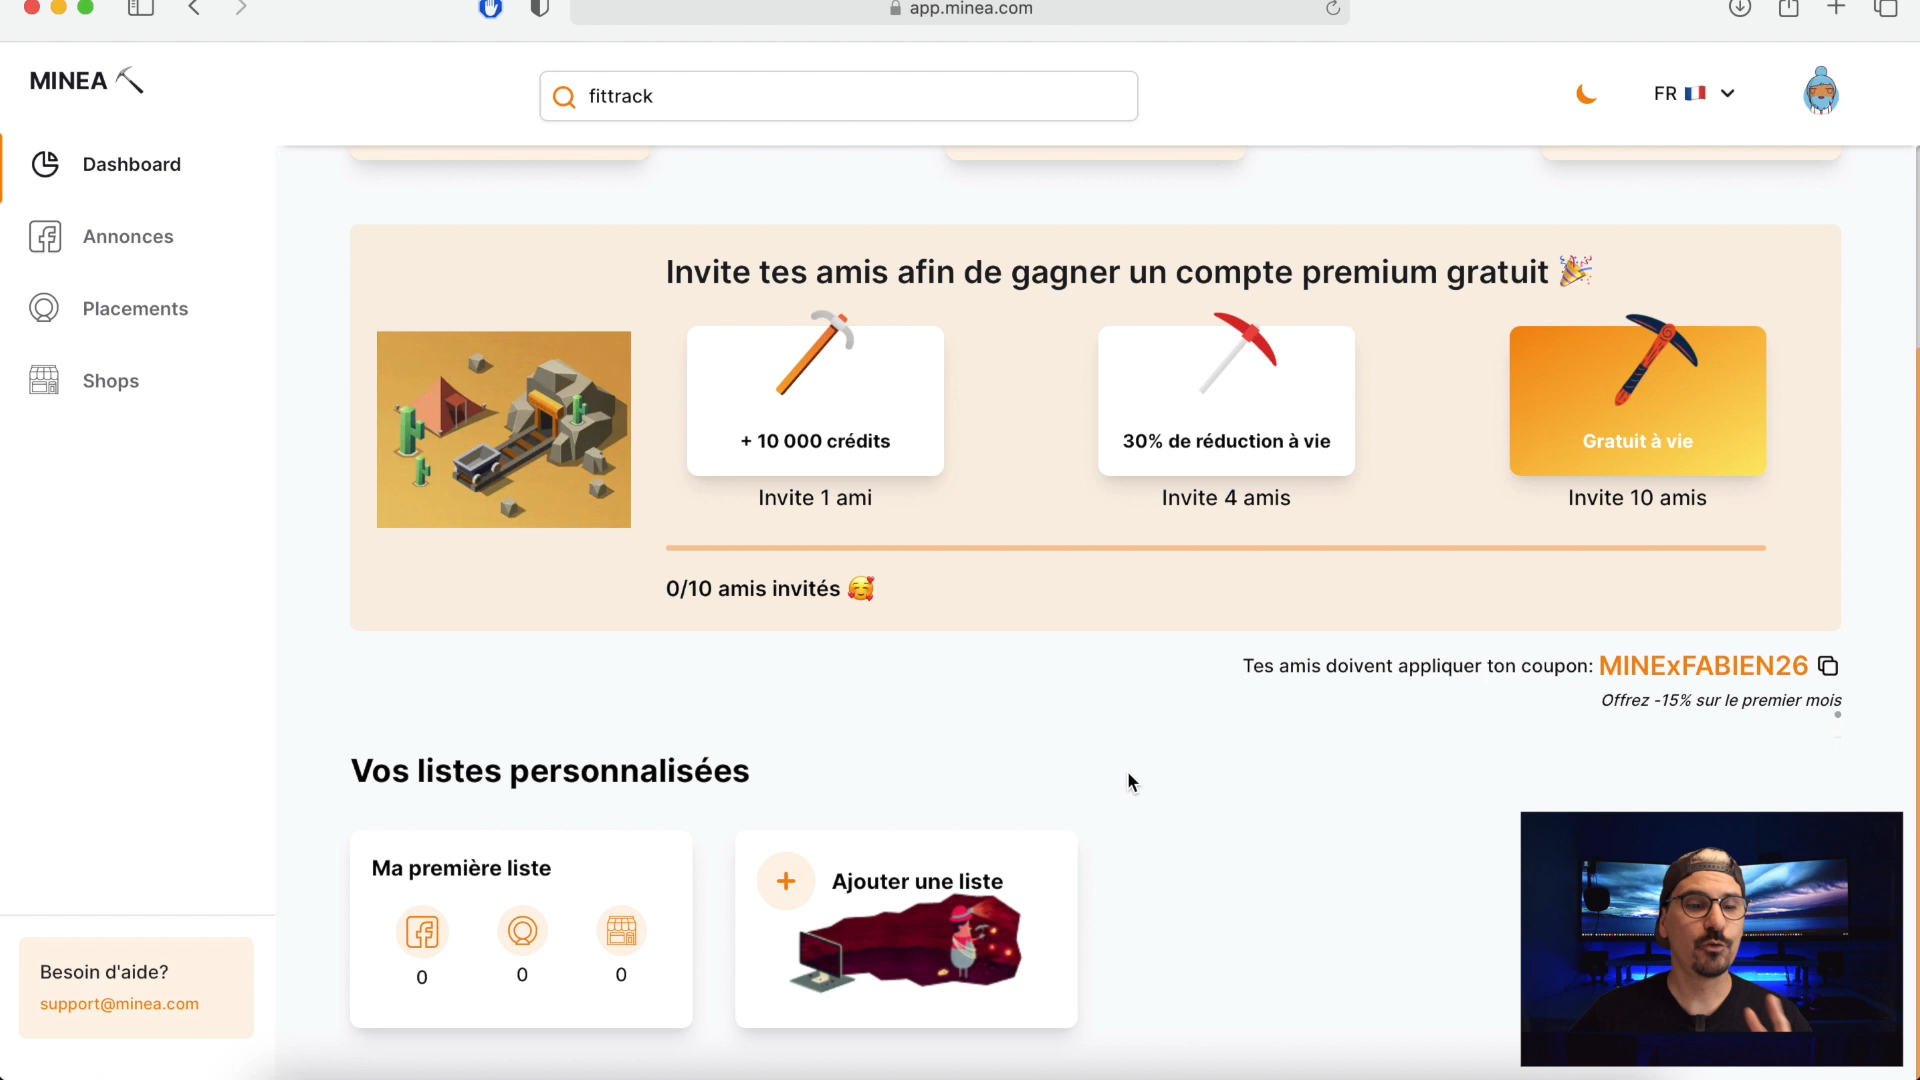 app.minea.com
MINEA
fittrack
FR
Dashboard
Annonces
Placements
Shops
Invite tes amis afin de gagner un compte premium gratuit 🎉
+ 10 000 crédits
30% de réduction à vie
Gratuit à vie
Invite 1 ami
Invite 4 amis
Invite 10 amis
0/10 amis invités 🥰
Tes amis doivent appliquer ton coupon: MINExFABIEN26
Offrez -15% sur le premier mois
Vos listes personnalisées
Ma première liste
0
0
0
Ajouter une liste
Besoin d'aide?
support@minea.com